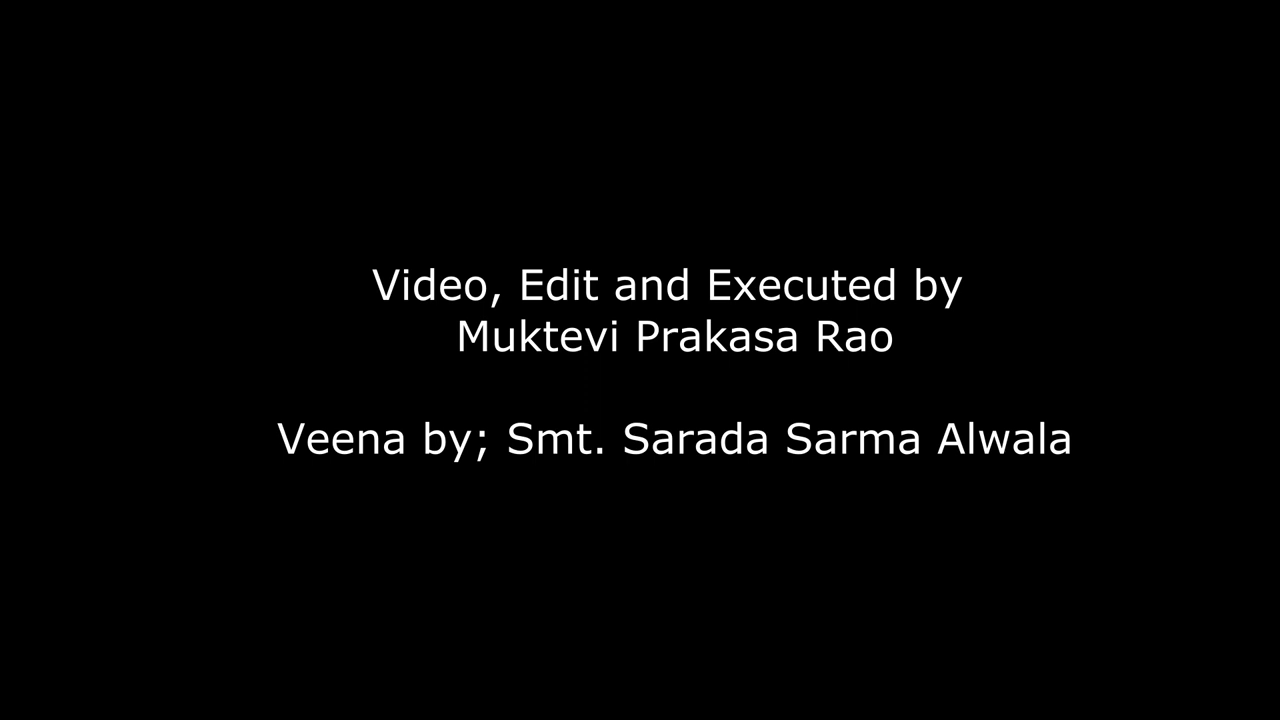 Video, Edit and Executed by
Muktevi Prakasa Rao
Veena by; Smt. Sarada Sarma Alwala